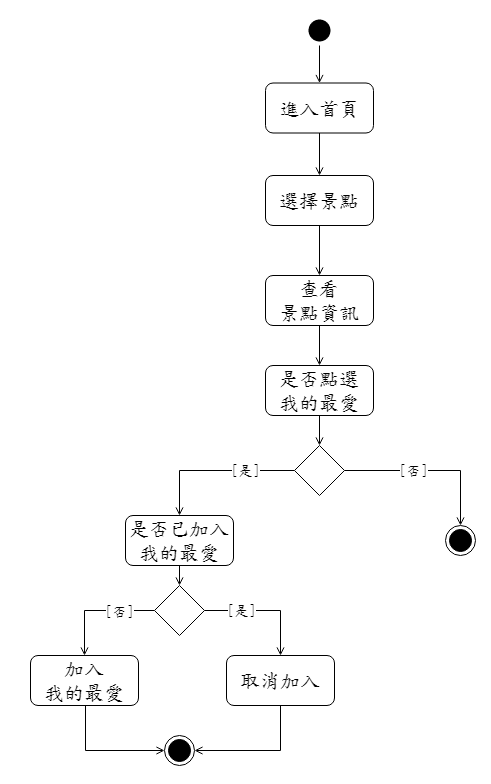 進入首頁
選擇景點
查看
景點資訊
是否點選
我的最愛
[是]
[否]
是否已加入
我的最愛
[否]
[是]
加入
我的最愛
取消加入